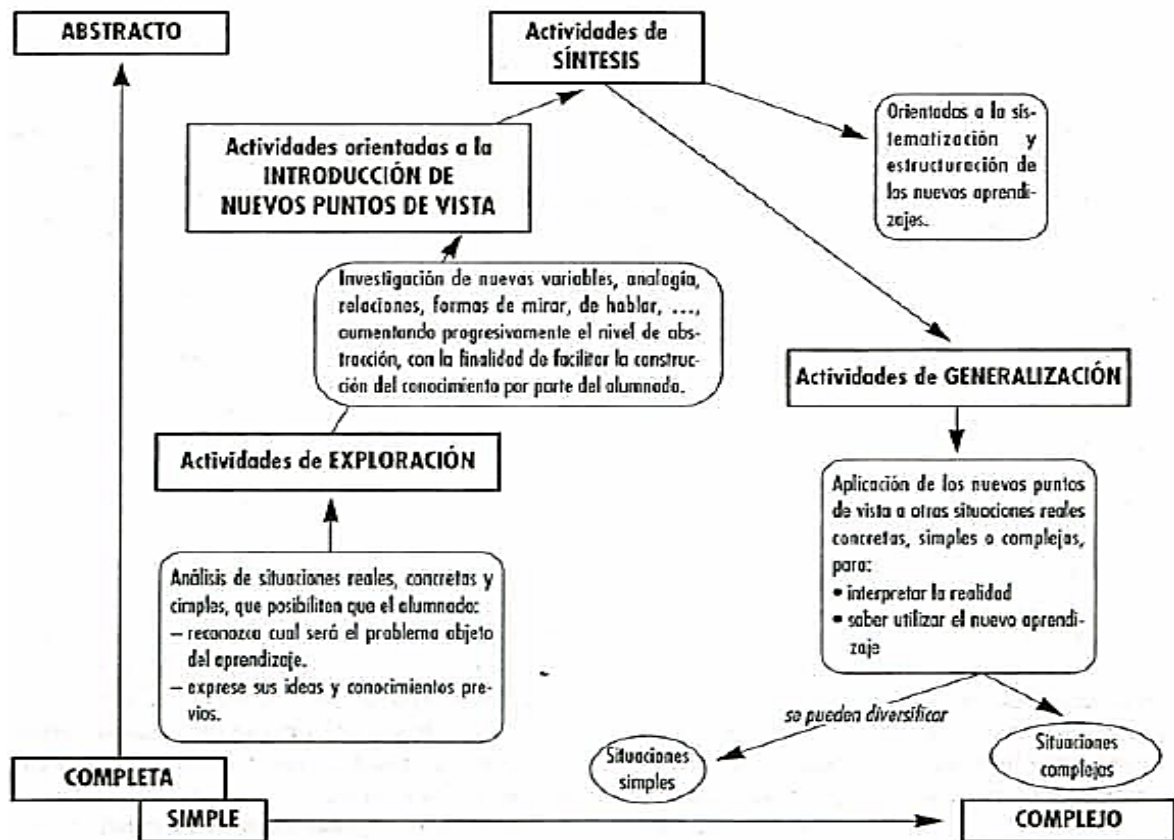 ABSTRACTO
Actividades de
SÍNTESIS
Orientadas a la sis-
tematización y
estructuración de
los nuevos aprendi-
zajes.
Actividades orientadas a la
INTRODUCCIÓN DE
NUEVOS PUNTOS DE VISTA
Investigación de nuevas variables, analogía,
relaciones, formas de mirar, de hablar, ...,
aumentando progresivamente el nivel de abs-
tracción, con la finalidad de facilitar la construc-
ción del conocimiento por parte del alumnado.
Actividades de GENERALIZACIÓN
Actividades de EXPLORACIÓN
Aplicación de los nuevos puntos
de vista a otras situaciones reales
concretas, simples o complejas,
para:
• interpretar la realidad
• saber utilizar el nuevo aprendi-
zaje
Análisis de situaciones reales, concretas y
simples, que posibiliten que el alumnado:
– reconozca cual será el problema objeto
del aprendizaje.
– exprese sus ideas y conocimientos pre-
vios.
se pueden diversificar
Situaciones
simples
Situaciones
complejas
COMPLETA
SIMPLE
COMPLEJO